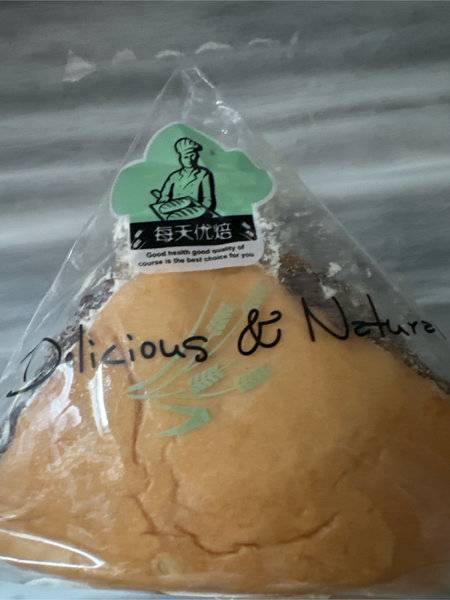 每天优焙
Good health good quality of
course is the best choice for you
Delicious & Natura